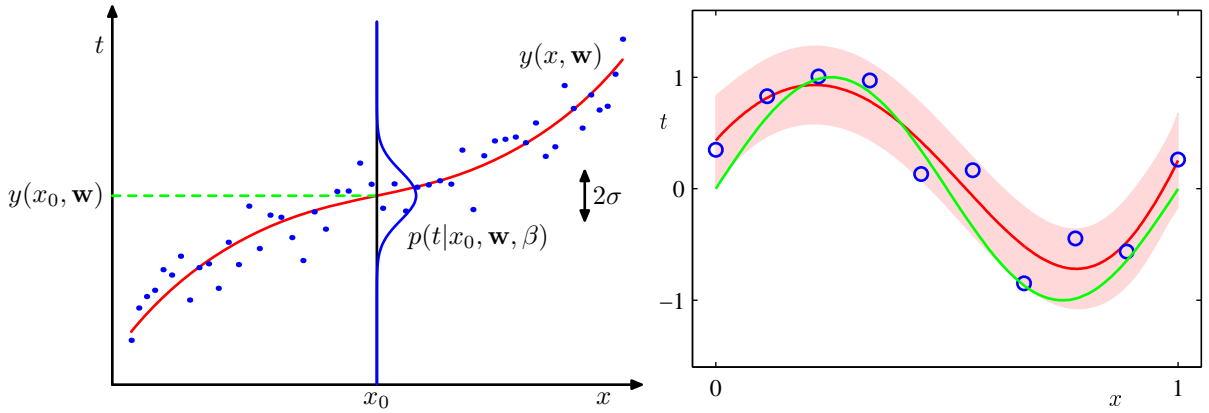 t
y(x, w)
y(x₀, w)
2σ
p(t|x₀, w, β)
x₀
x
1
t
0
−1
0
1
x